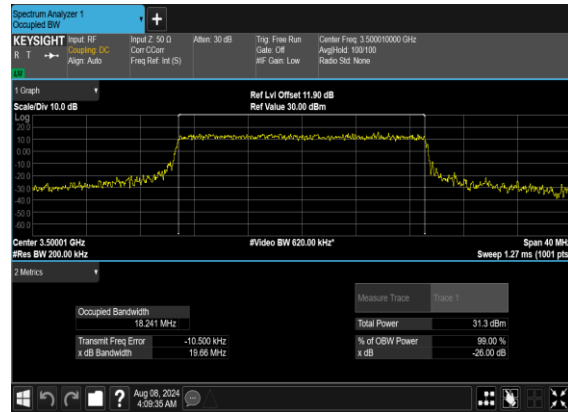 Spectrum Analyzer 1
Occupied BW
+
KEYSIGHT
R T
LXI
Input: RF
Coupling: DC
Align: Auto
Input Z: 50 Ω
Corr CCorr
Freq Ref: Int (S)
Atten: 30 dB
Trig: Free Run
Gate: Off
#IF Gain: Low
Center Freq: 3.500010000 GHz
Avg|Hold: 100/100
Radio Std: None
1 Graph
Scale/Div 10.0 dB
Ref Lvl Offset 11.90 dB
Ref Value 30.00 dBm
Log
20.0
10.0
0.00
-10.0
-20.0
-30.0
-40.0
-50.0
-60.0
Center 3.50001 GHz
#Res BW 200.00 kHz
#Video BW 620.00 kHz*
Span 40 MHz
Sweep 1.27 ms (1001 pts)
2 Metrics
Occupied Bandwidth
18.241 MHz
Transmit Freq Error -10.500 kHz
x dB Bandwidth 19.66 MHz
Measure Trace Trace 1
Total Power 31.3 dBm
% of OBW Power 99.00 %
x dB -26.00 dB
?
Aug 08, 2024
4:09:35 AM